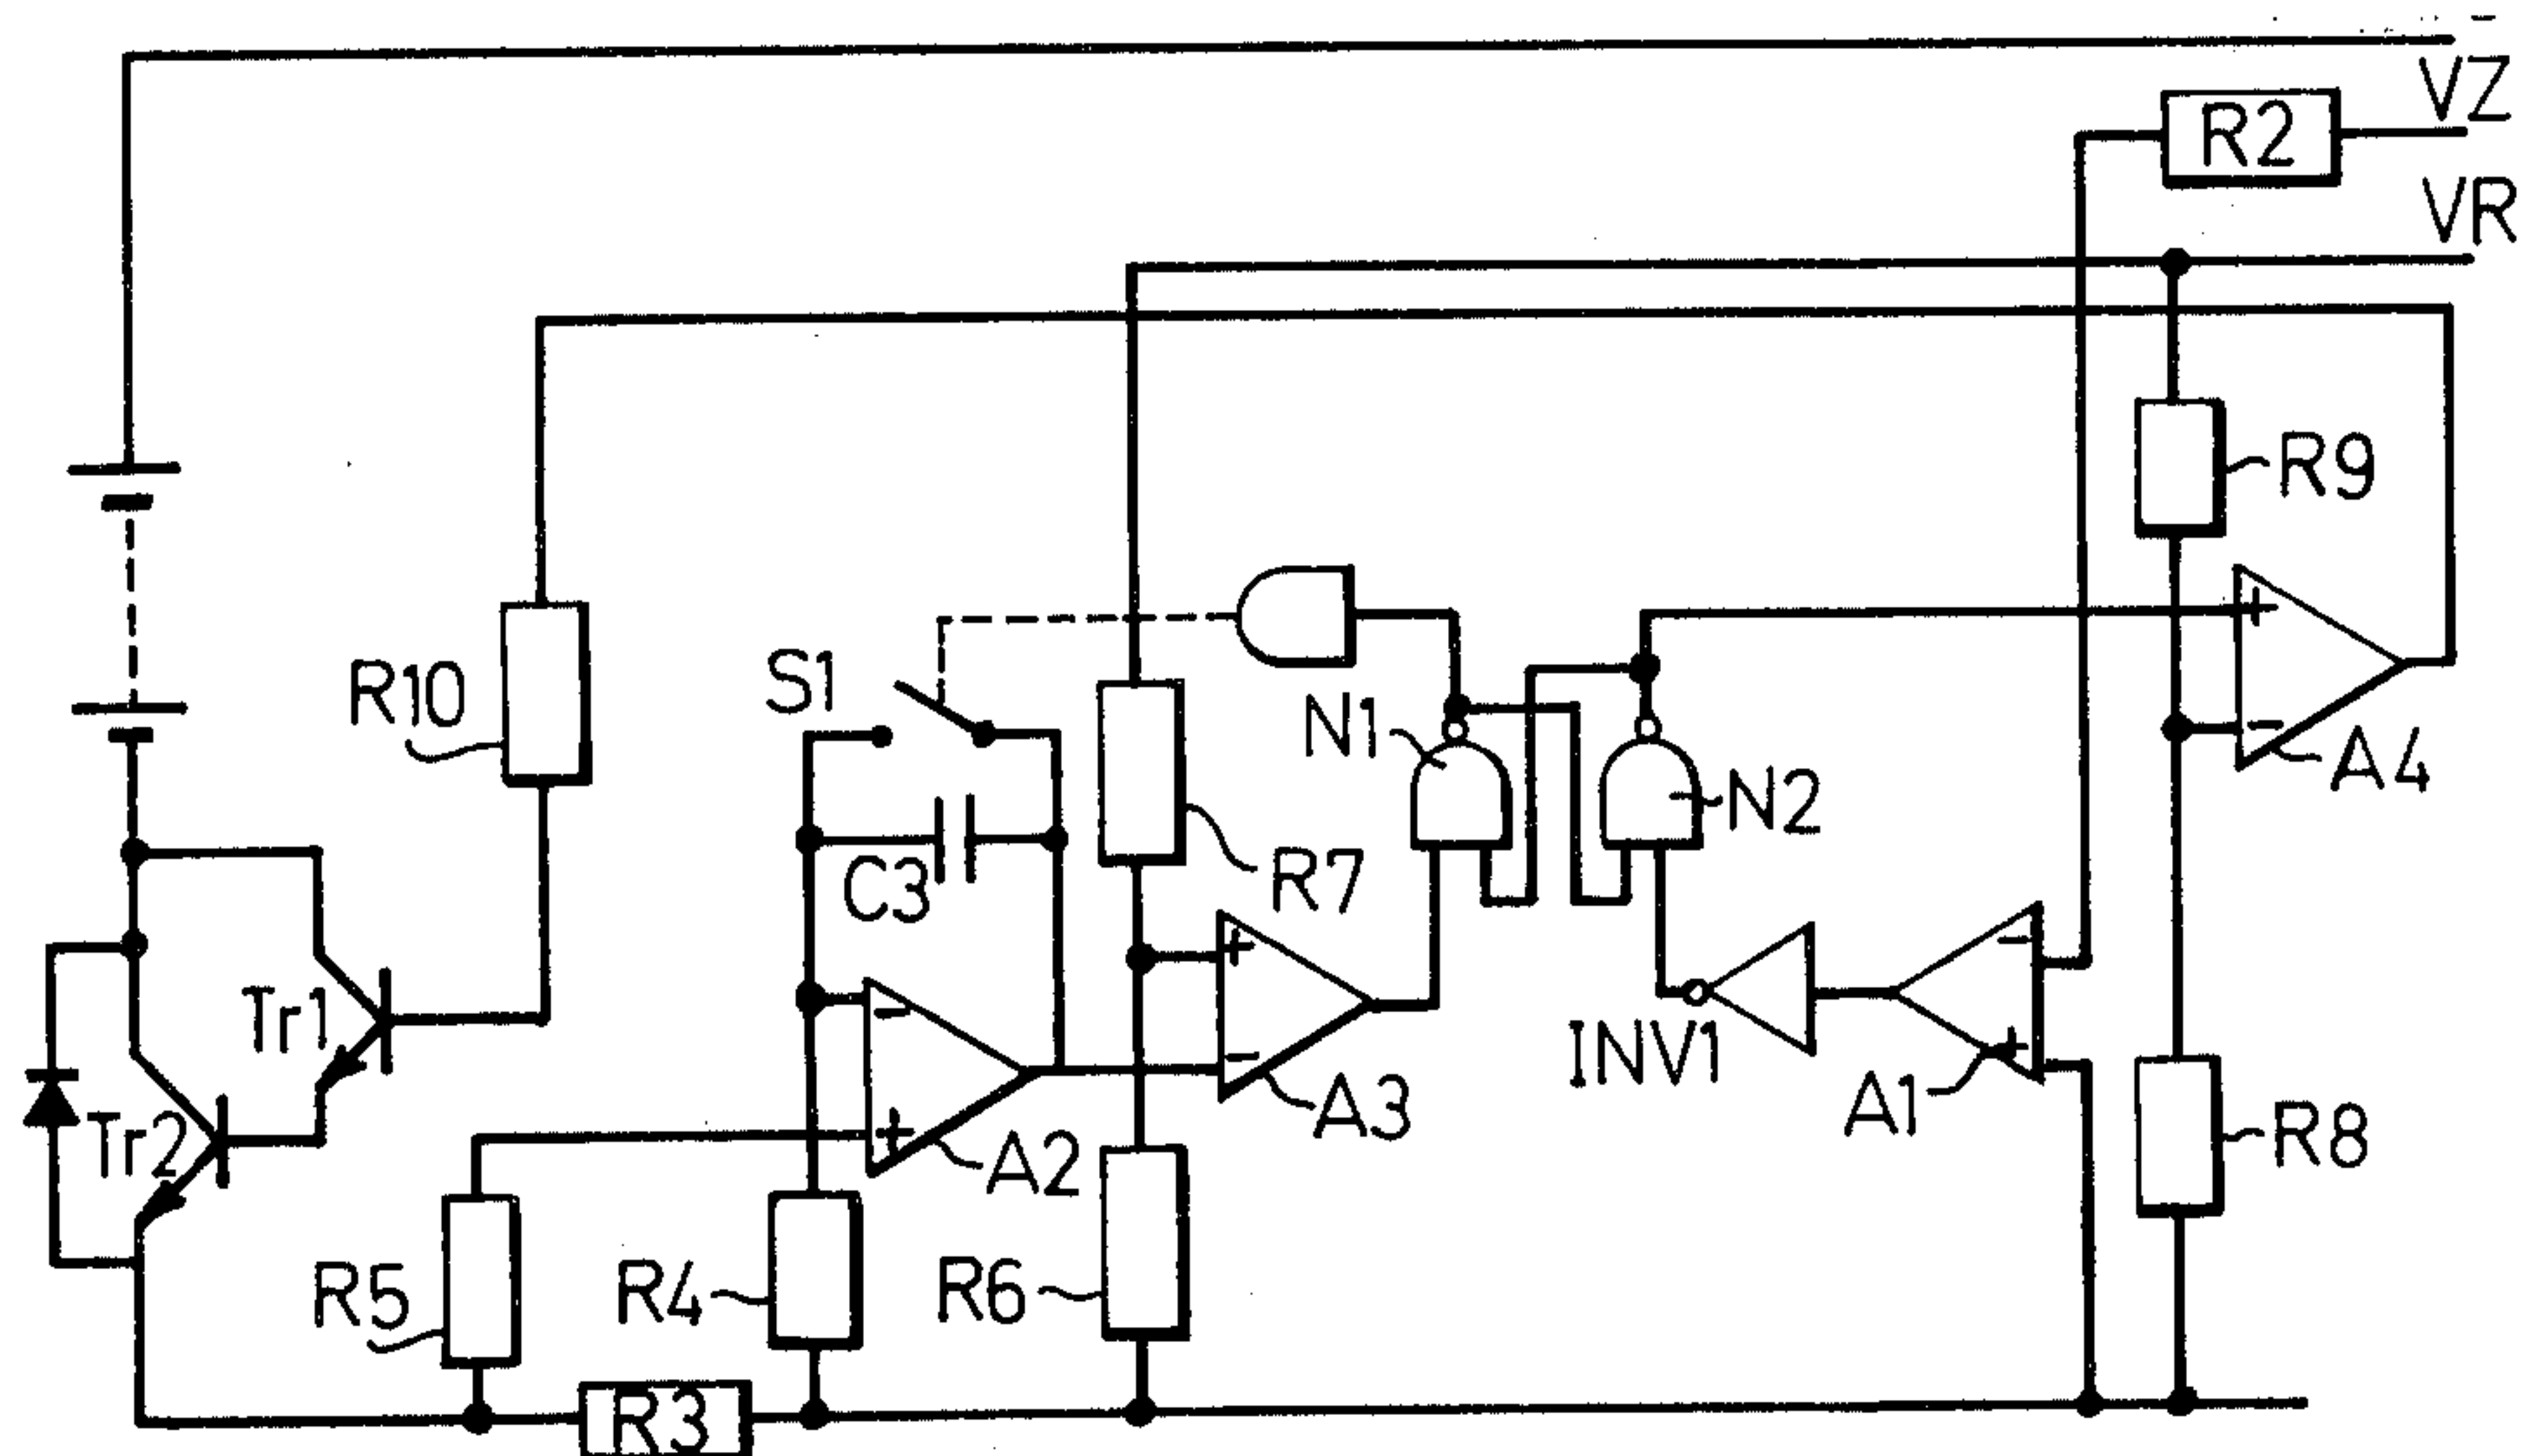 VZ
R2
VR
R9
R10
S1
N1
N2
A4
C3
R7
Tr1
INV1
A1
A3
Tr2
A2
R8
R5
R4
R6
R3
+
-
-
+
+
-
-
+